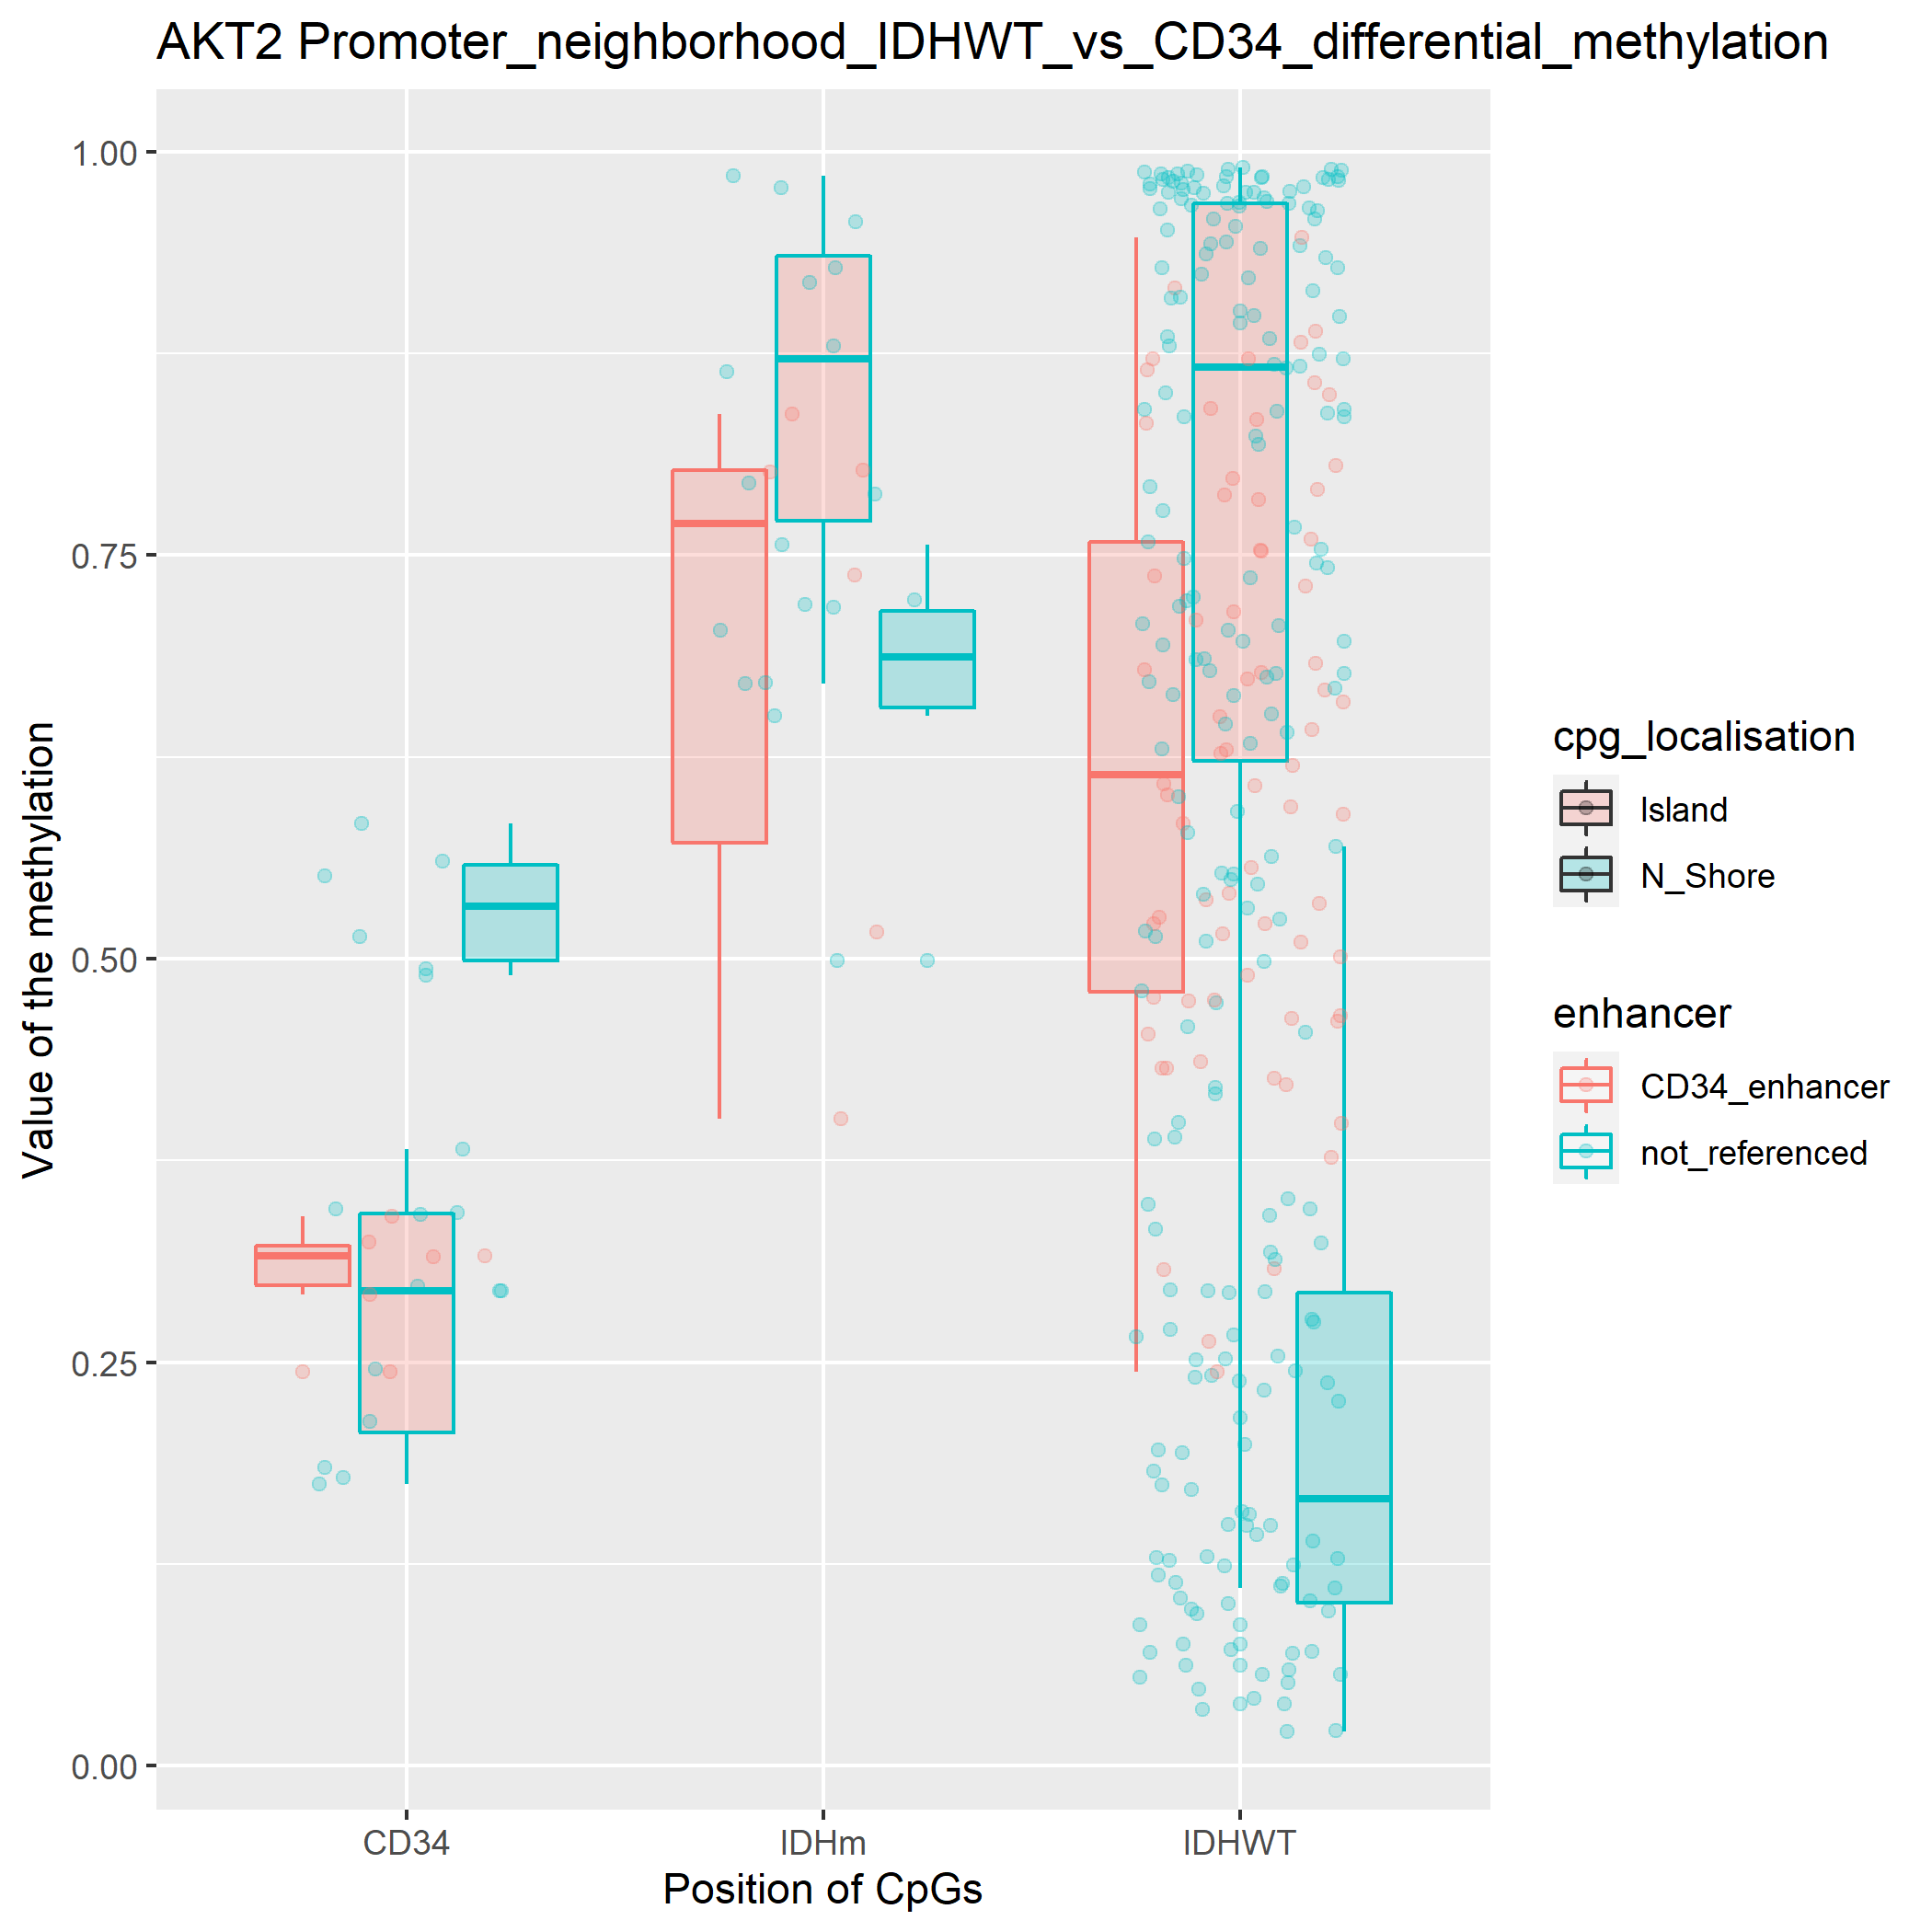 AKT2 Promoter_neighborhood_IDHWT_vs_CD34_differential_methylation
1.00
0.75
0.50
0.25
0.00
Value of the methylation
CD34
IDHm
IDHWT
Position of CpGs
cpg_localisation
Island
N_Shore
enhancer
CD34_enhancer
not_referenced